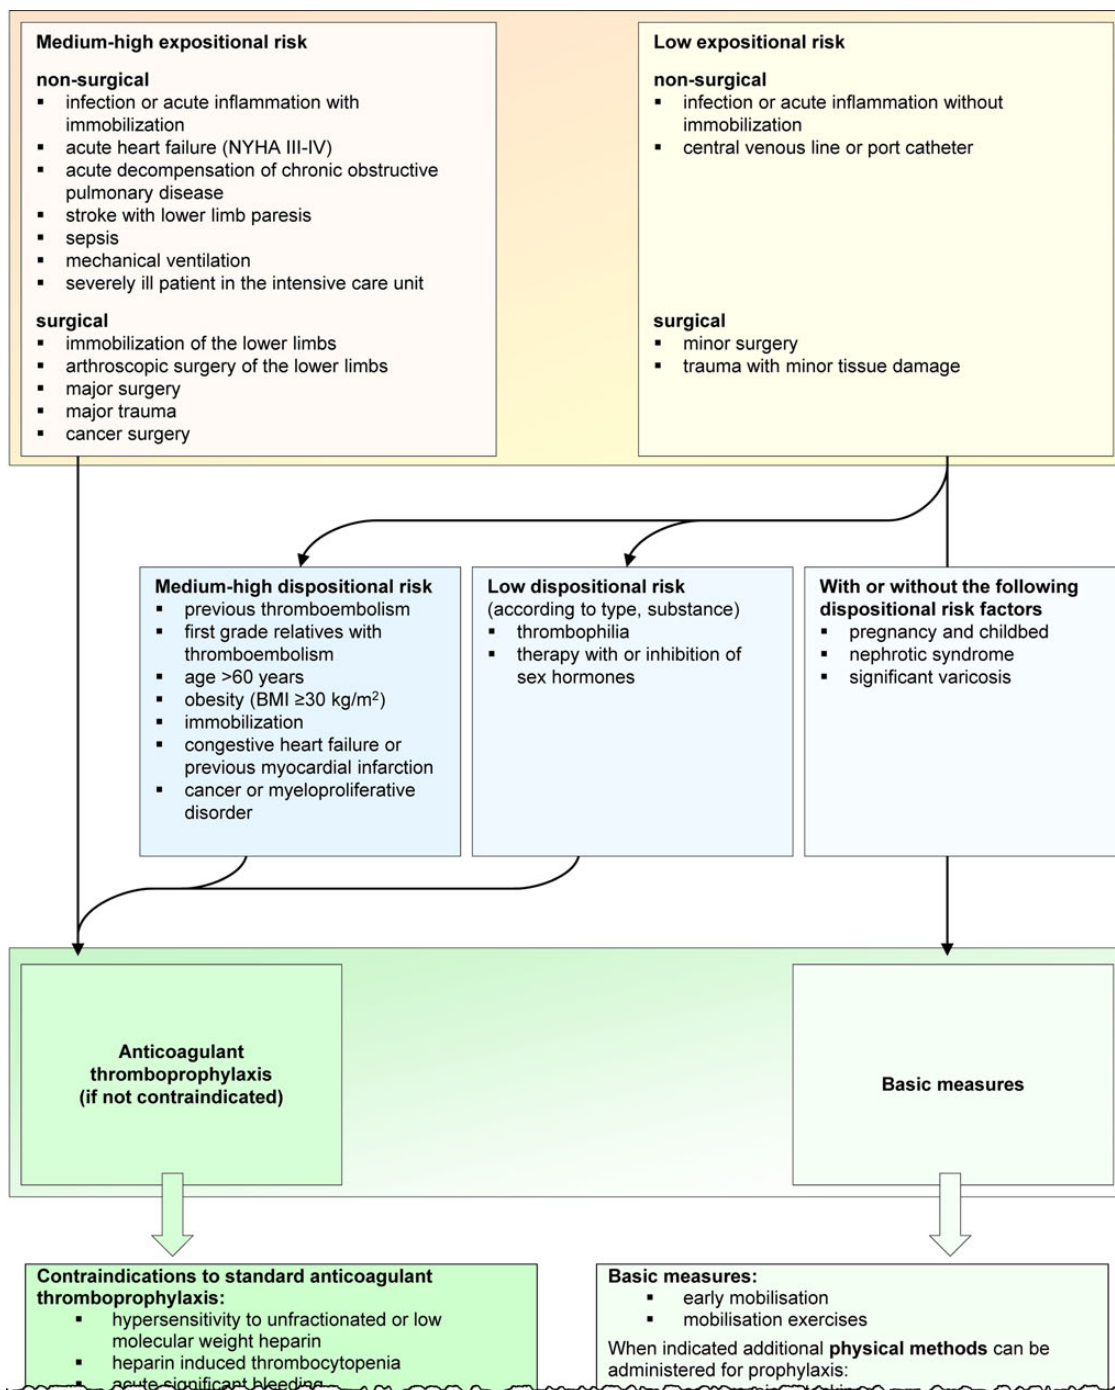 Medium-high expositional risk
non-surgical
▪ infection or acute inflammation with
immobilization
▪ acute heart failure (NYHA III-IV)
▪ acute decompensation of chronic obstructive
pulmonary disease
▪ stroke with lower limb paresis
▪ sepsis
▪ mechanical ventilation
▪ severely ill patient in the intensive care unit
surgical
▪ immobilization of the lower limbs
▪ arthroscopic surgery of the lower limbs
▪ major surgery
▪ major trauma
▪ cancer surgery
Low expositional risk
non-surgical
▪ infection or acute inflammation without
immobilization
▪ central venous line or port catheter
surgical
▪ minor surgery
▪ trauma with minor tissue damage
Medium-high dispositional risk
▪ previous thromboembolism
▪ first grade relatives with
thromboembolism
▪ age >60 years
▪ obesity (BMI ≥30 kg/m²)
▪ immobilization
▪ congestive heart failure or
previous myocardial infarction
▪ cancer or myeloproliferative
disorder
Low dispositional risk
(according to type, substance)
▪ thrombophilia
▪ therapy with or inhibition of
sex hormones
With or without the following
dispositional risk factors
▪ pregnancy and childbed
▪ nephrotic syndrome
▪ significant varicosis
Anticoagulant
thromboprophylaxis
(if not contraindicated)
Basic measures
Contraindications to standard anticoagulant
thromboprophylaxis:
▪ hypersensitivity to unfractionated or low
molecular weight heparin
▪ heparin induced thrombocytopenia
▪ acute significant bleeding
Basic measures:
▪ early mobilisation
▪ mobilisation exercises
When indicated additional physical methods can be
administered for prophylaxis: